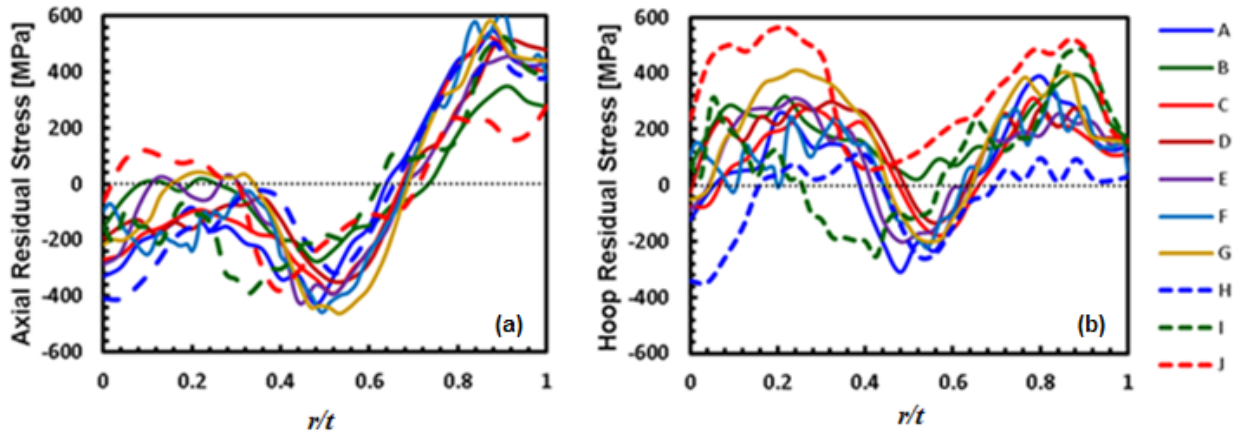 Axial Residual Stress [MPa]
600
400
200
0
-200
-400
-600
0
0.2
0.4
0.6
0.8
1
r/t
(a)
Hoop Residual Stress [MPa]
600
400
200
0
-200
-400
-600
0
0.2
0.4
0.6
0.8
1
r/t
(b)
A
B
C
D
E
F
G
H
I
J